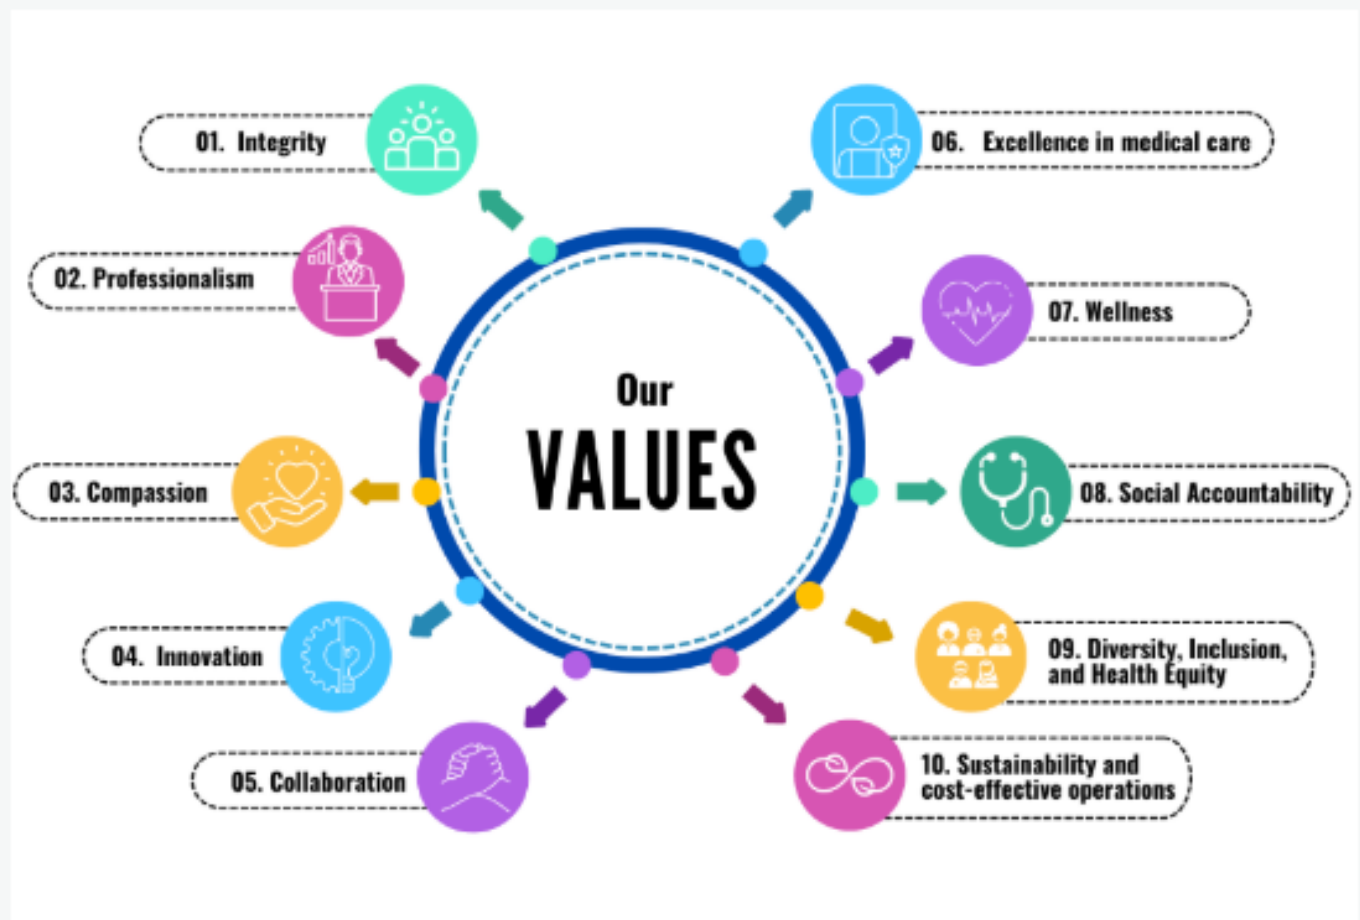 Our
VALUES
01. Integrity
02. Professionalism
03. Compassion
04. Innovation
05. Collaboration
06. Excellence in medical care
07. Wellness
08. Social Accountability
09. Diversity, Inclusion,
and Health Equity
10. Sustainability and
cost-effective operations